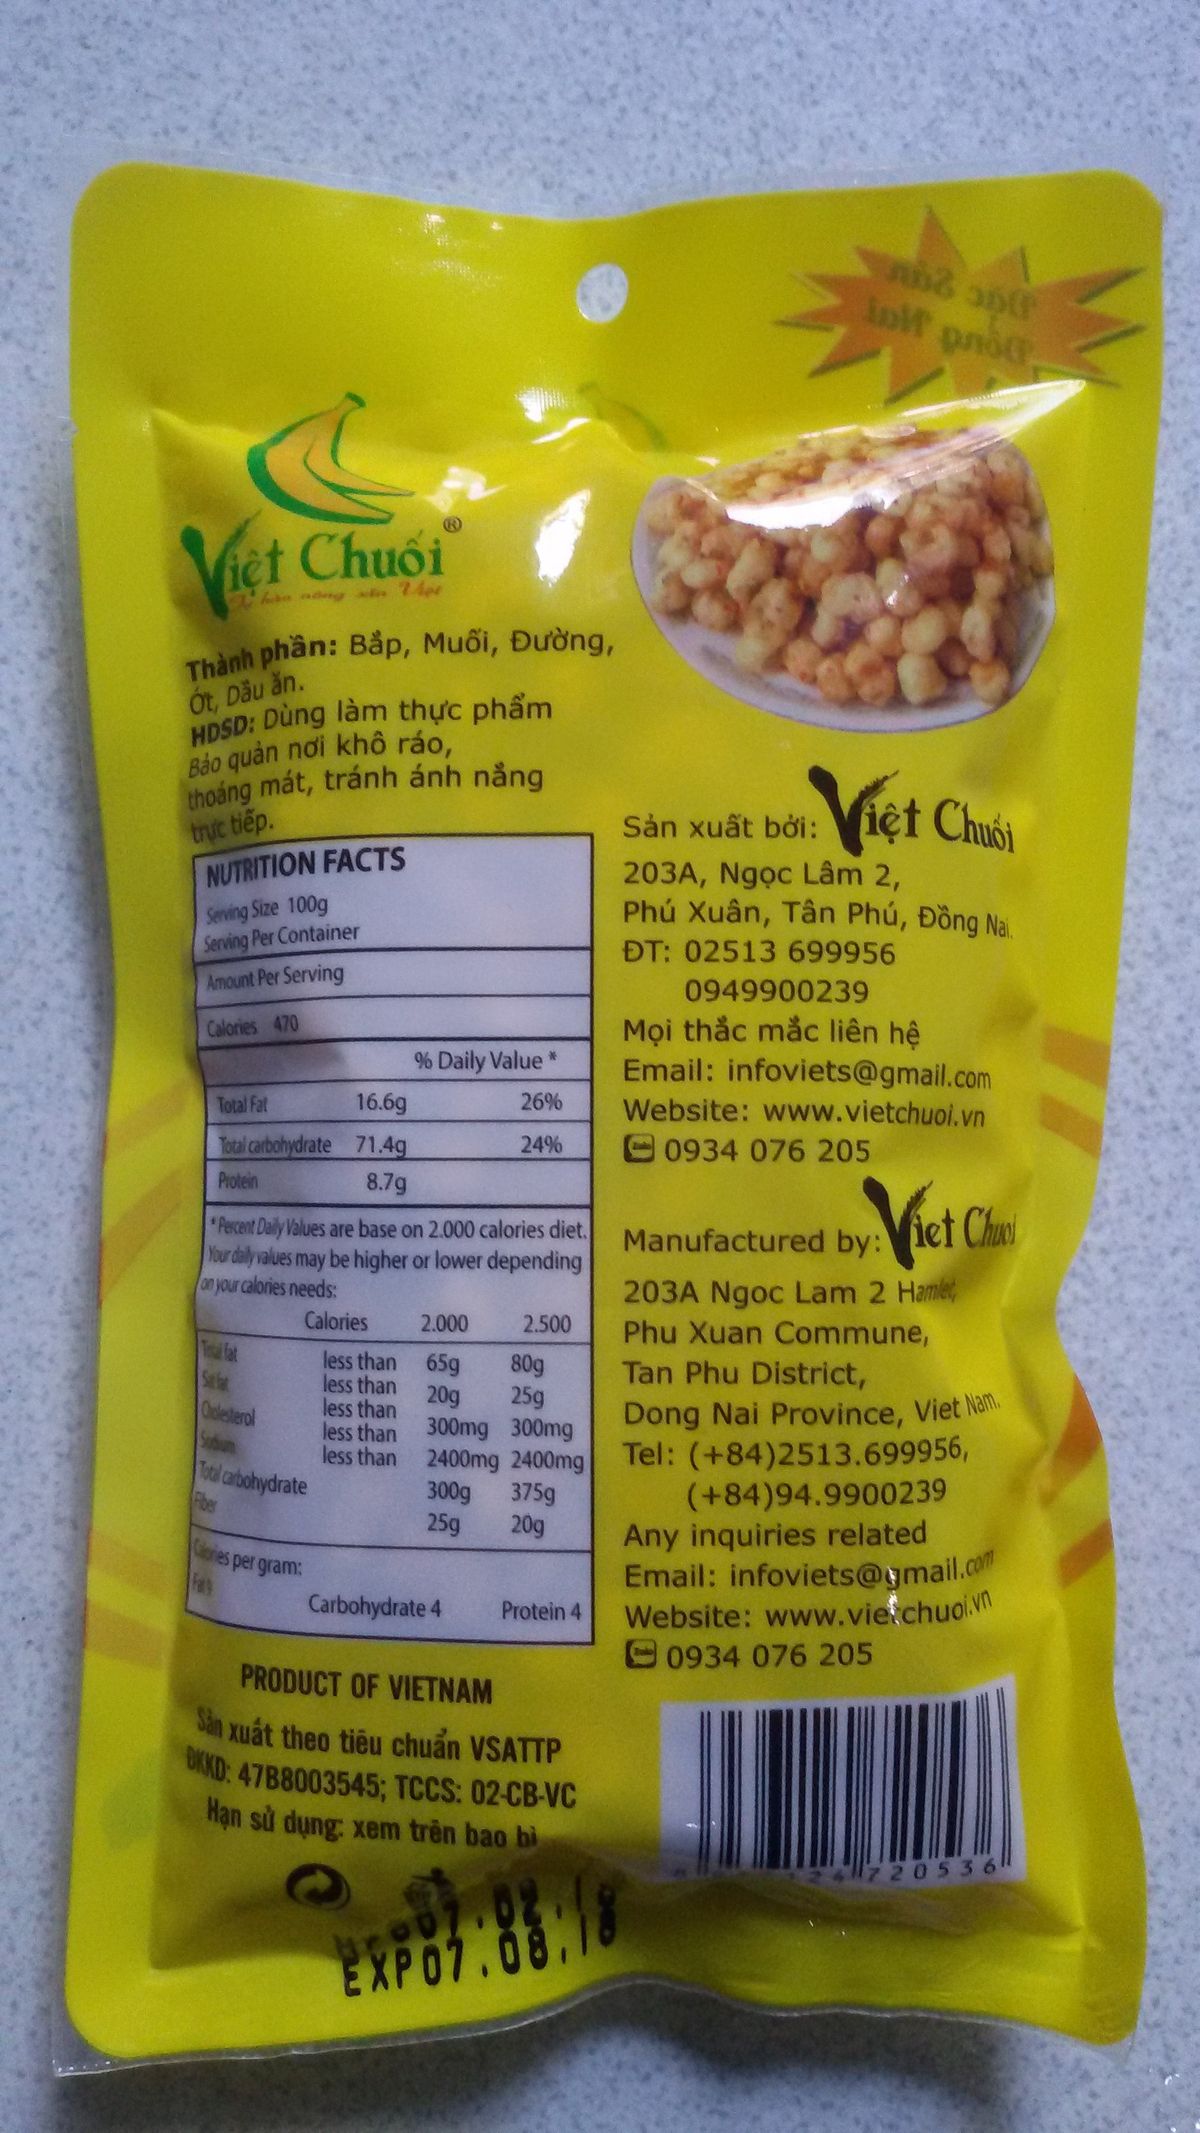 Đặc Sản
Đồng Nai
Việt Chuối ®
Thành phần: Bắp, Muối, Đường,
Ớt, Dầu ăn.
HDSD: Dùng làm thực phẩm
Bảo quản nơi khô ráo,
thoáng mát, tránh ánh nắng
trực tiếp.
NUTRITION FACTS
Serving Size 100g
Serving Per Container
Amount Per Serving
Calories 470
% Daily Value *
Total Fat 16.6g 26%
Total carbohydrate 71.4g 24%
Protein 8.7g
* Percent Daily Values are base on 2.000 calories diet.
Your daily values may be higher or lower depending
on your calories needs:
Calories 2.000 2.500
Total fat less than 65g 80g
Sat fat less than 20g 25g
Cholesterol less than 300mg 300mg
Sodium less than 2400mg 2400mg
Total carbohydrate less than 300g 375g
Fiber 25g 20g
Calories per gram:
Fat 9 Carbohydrate 4 Protein 4
PRODUCT OF VIETNAM
Sản xuất theo tiêu chuẩn VSATTP
ĐKKD: 47B8003545; TCCS: 02-CB-VC
Hạn sử dụng: xem trên bao bì
07.02.18
EXP07.08.18
Sản xuất bởi: Việt Chuối
203A, Ngọc Lâm 2,
Phú Xuân, Tân Phú, Đồng Nai.
ĐT: 02513 699956
0949900239
Mọi thắc mắc liên hệ
Email: infoviets@gmail.com
Website: www.vietchuoi.vn
0934 076 205
Manufactured by: Viet Chuoi
203A Ngoc Lam 2 Hamlet,
Phu Xuan Commune,
Tan Phu District,
Dong Nai Province, Viet Nam.
Tel: (+84)2513.699956,
(+84)94.9900239
Any inquiries related
Email: infoviets@gmail.com
Website: www.vietchuoi.vn
0934 076 205
720536